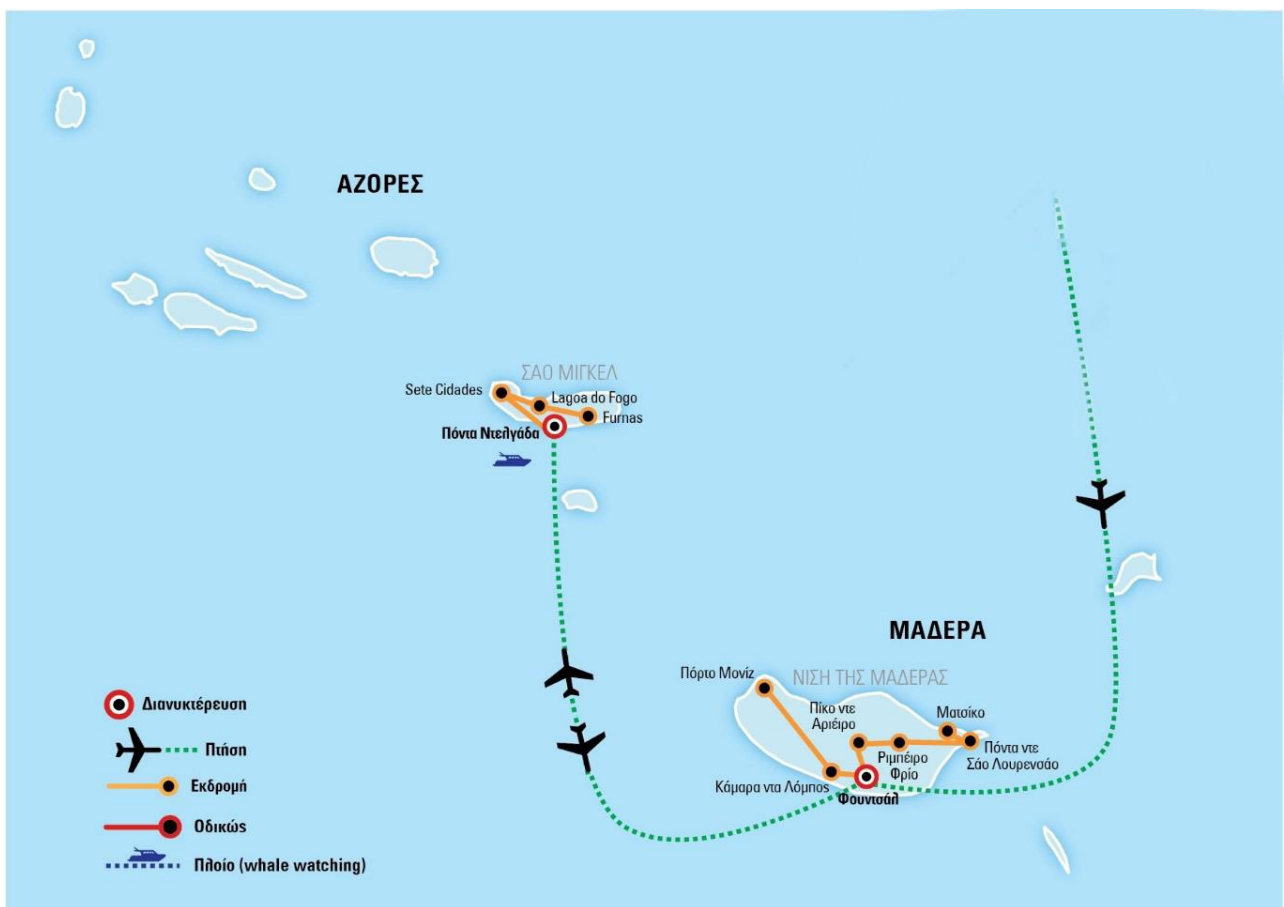 ΑΖΟΡΕΣ
ΣΑΟ ΜΙΓΚΕΛ
Sete Cidades
Lagoa do Fogo
Furnas
Πόντα Ντελγάδα
ΜΑΔΕΡΑ
ΝΙΣΗ ΤΗΣ ΜΑΔΕΡΑΣ
Πόρτο Μονίζ
Πίκο ντε
Αριέιρο
Ματσίκο
Ριμπέιρο
Φρίο
Πόντα ντε
Σάο Λουρενσάο
Κάμαρα ντα Λόμπος
Φουντσάλ
Διανυκτέρευση
Πτήση
Εκδρομή
Οδικώς
Πλοίο (whale watching)